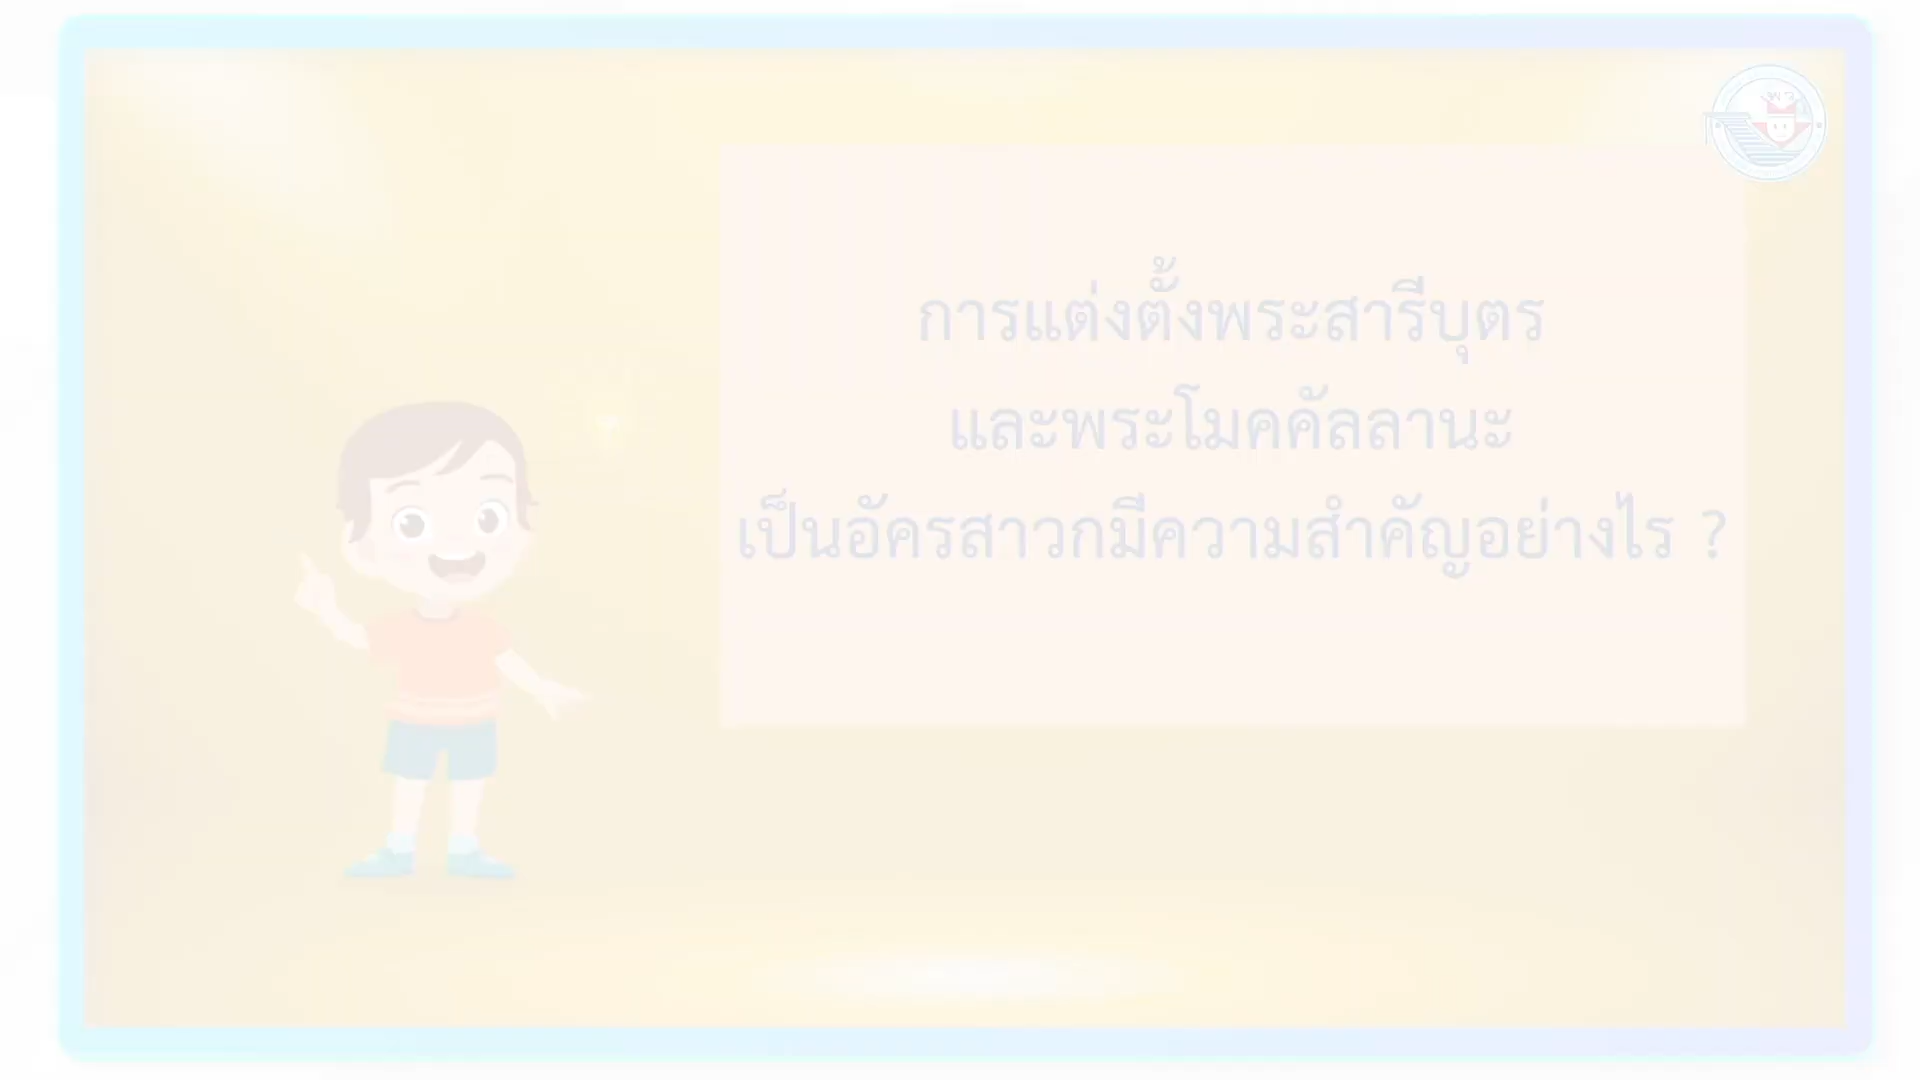 การแต่งตั้งพระสารีบุตร
และพระโมคคัลลานะ
เป็นอัครสาวกมีความสำคัญอย่างไร ?